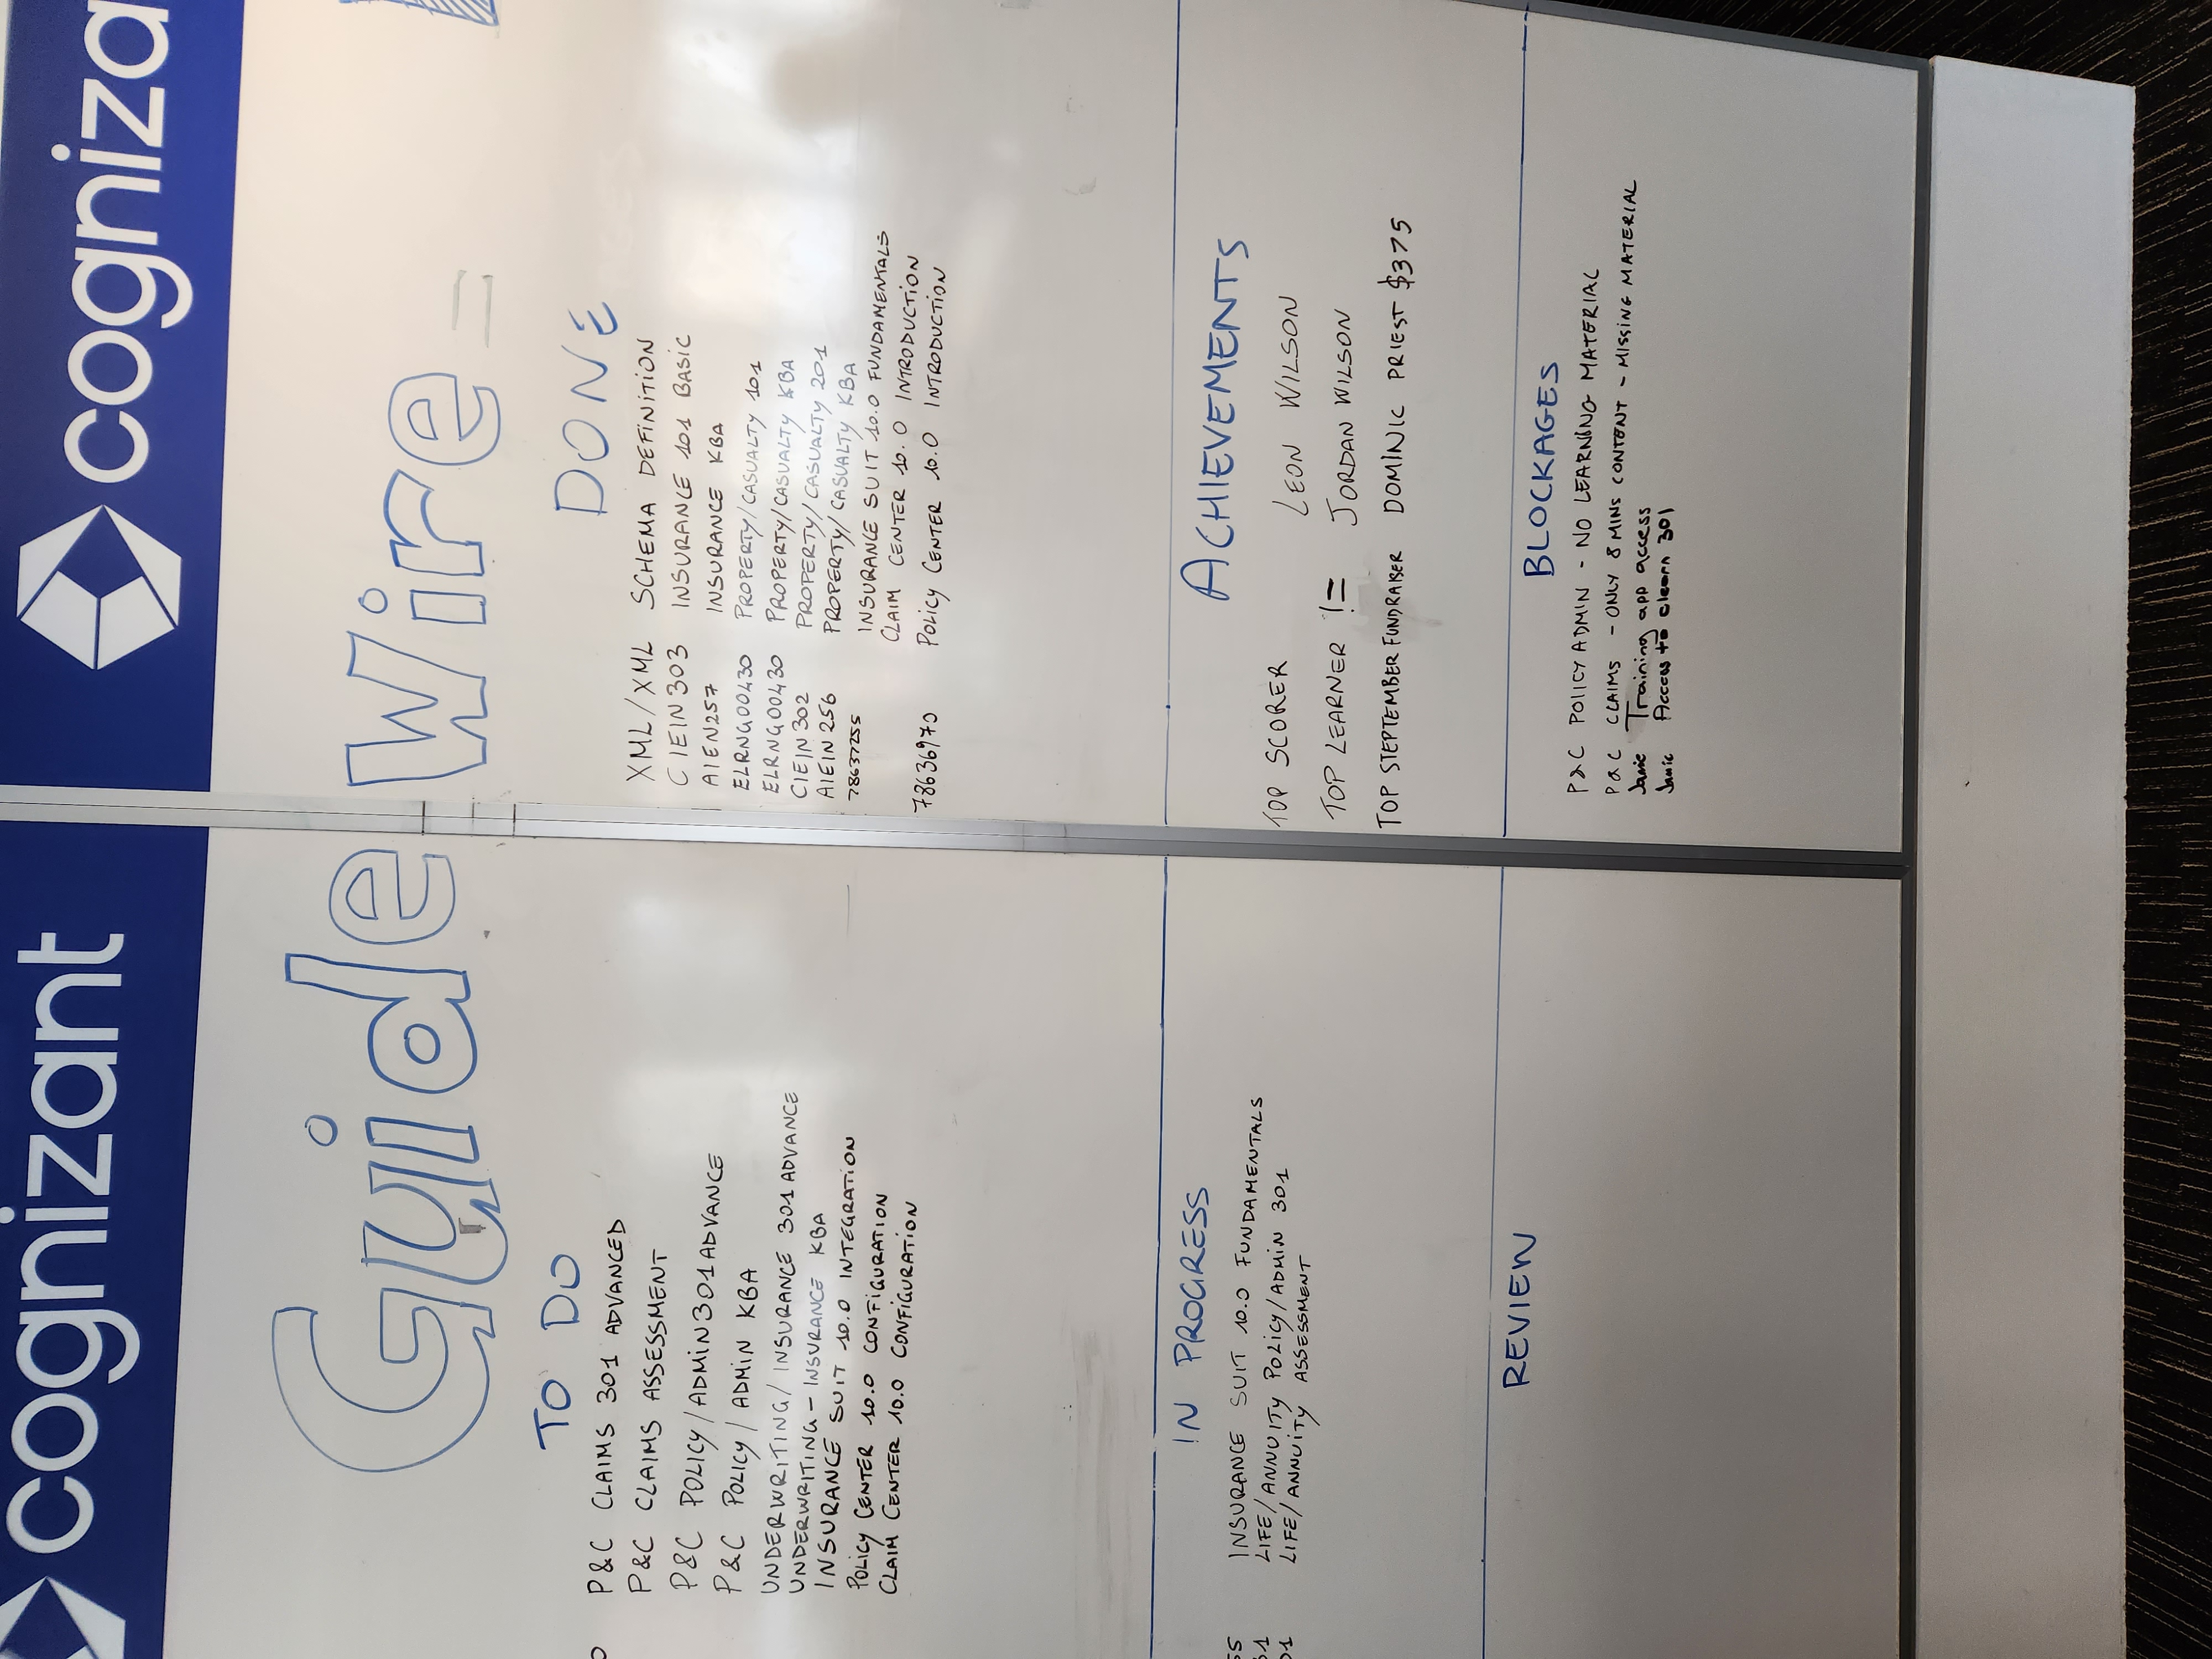 cognizant
cogniza
Guide Wire =
TO DO
P&C CLAIMS 301 ADVANCED
P&C CLAIMS ASSESSMENT
P&C POLICY/ADMIN 301 ADVANCE
P&C POLICY/ADMIN KBA
UNDERWRITING/INSURANCE 301 ADVANCE
UNDERWRITING - INSURANCE KBA
INSURANCE SUIT 10.0 INTEGRATION
POLICY CENTER 10.0 CONFIGURATION
CLAIM CENTER 10.0 CONFIGURATION
DONE
XML/XML SCHEMA DEFINITION
CIEIN303 INSURANCE 101 BASIC
AIEN257 INSURANCE KBA
ELRNG00430 PROPERTY/CASUALTY 101
ELRNG00430 PROPERTY/CASUALTY KBA
CIEIN302 PROPERTY/CASUALTY 201
AIEIN256 PROPERTY/CASUALTY KBA
78637255 INSURANCE SUIT 10.0 FUNDAMENTALS
CLAIM CENTER 10.0 INTRODUCTION
78636970 POLICY CENTER 10.0 INTRODUCTION
IN PROGRESS
55 INSURANCE SUIT 10.0 FUNDAMENTALS
31 LIFE/ANNUITY POLICY/ADMIN 301
01 LIFE/ANNUITY ASSESSMENT
ACHIEVEMENTS
TOP SCORER LEON WILSON
TOP LEARNER != JORDAN WILSON
TOP STEPTEMBER FUNDRAISER DOMINIC PRIEST $375
REVIEW
BLOCKAGES
P&C POLICY ADMIN - NO LEARNING MATERIAL
P&C CLAIMS - ONLY 8 MINS CONTENT - MISSING MATERIAL
Jamie Training app access
Jamie Access to elearn 301